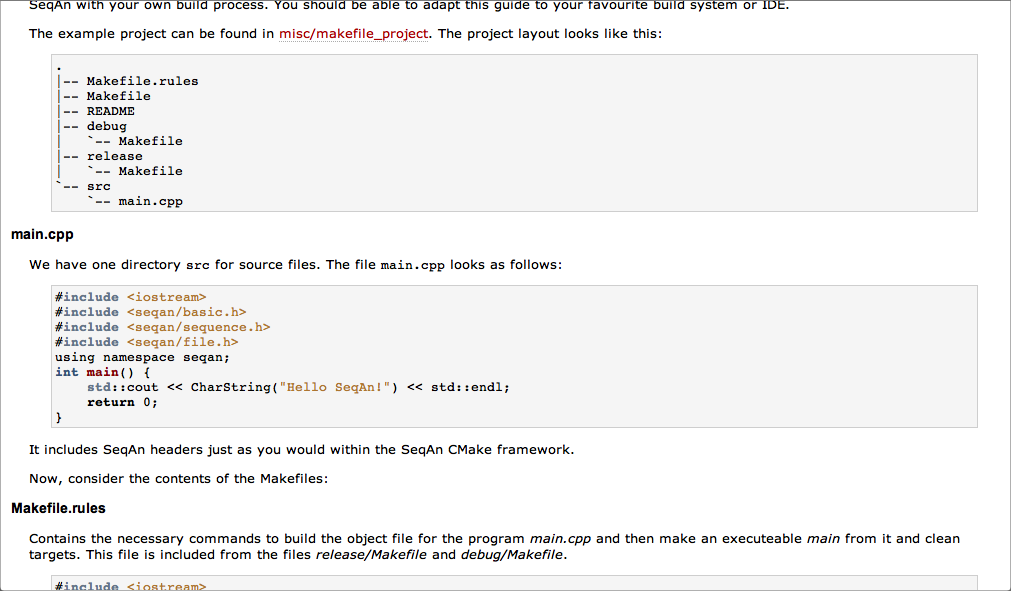 SeqAn with your own build process. You should be able to adapt this guide to your favourite build system or IDE.
The example project can be found in misc/makefile_project. The project layout looks like this:
.
|-- Makefile.rules
|-- Makefile
|-- README
|-- debug
|   `-- Makefile
|-- release
|   `-- Makefile
`-- src
    `-- main.cpp
main.cpp
We have one directory src for source files. The file main.cpp looks as follows:
#include <iostream>
#include <seqan/basic.h>
#include <seqan/sequence.h>
#include <seqan/file.h>
using namespace seqan;
int main() {
    std::cout << CharString("Hello SeqAn!") << std::endl;
    return 0;
}
It includes SeqAn headers just as you would within the SeqAn CMake framework.
Now, consider the contents of the Makefiles:
Makefile.rules
Contains the necessary commands to build the object file for the program main.cpp and then make an executeable main from it and clean
targets. This file is included from the files release/Makefile and debug/Makefile.
#include <iostream>